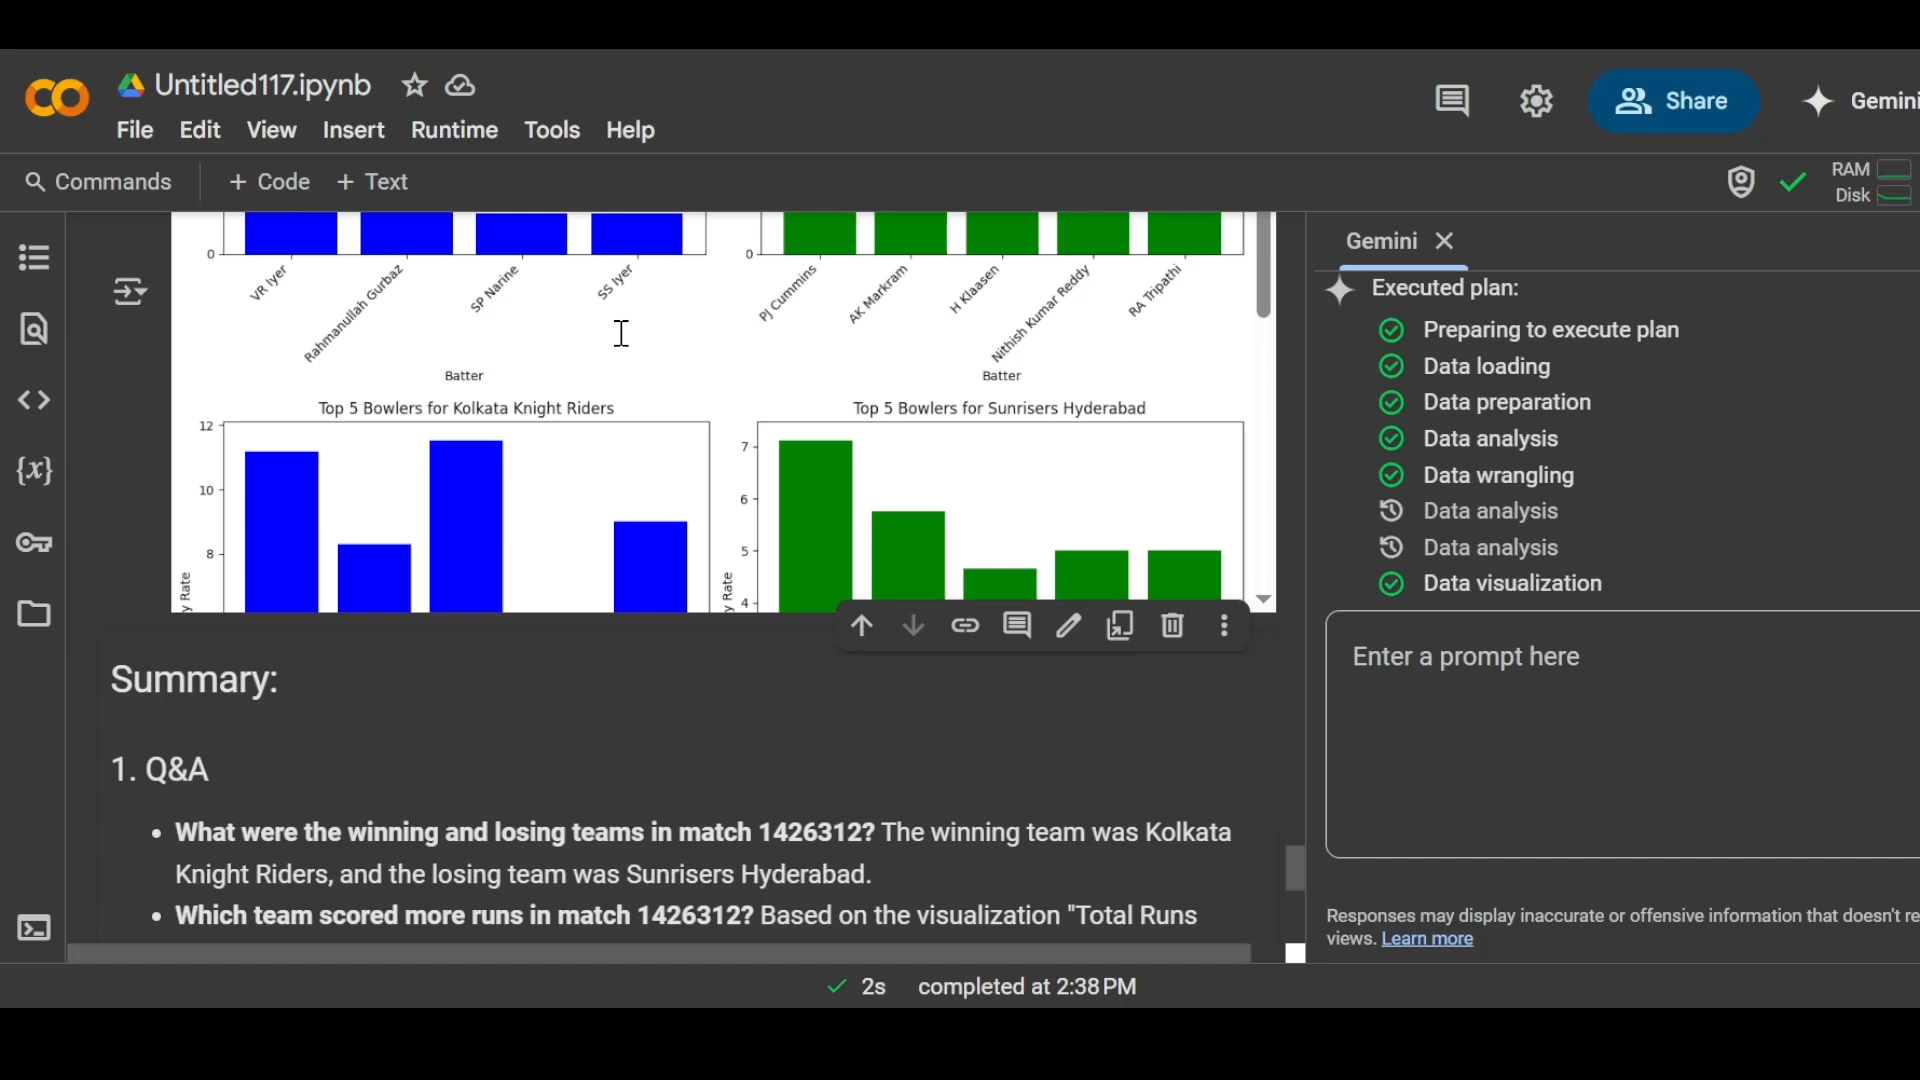 Untitled117.ipynb
File Edit View Insert Runtime Tools Help
Share
Gemini
Commands
+ Code + Text
RAM
Disk
0
VR Iyer
Rahmanullah Gurbaz
SP Narine
SS Iyer
Batter
0
PJ Cummins
AK Markram
H Klaasen
Nithish Kumar Reddy
RA Tripathi
Batter
Top 5 Bowlers for Kolkata Knight Riders
12
10
8
y Rate
Top 5 Bowlers for Sunrisers Hyderabad
7
6
5
4
y Rate
Summary:
1. Q&A
• What were the winning and losing teams in match 1426312? The winning team was Kolkata
Knight Riders, and the losing team was Sunrisers Hyderabad.
• Which team scored more runs in match 1426312? Based on the visualization "Total Runs
Gemini
Executed plan:
Preparing to execute plan
Data loading
Data preparation
Data analysis
Data wrangling
Data analysis
Data analysis
Data visualization
Enter a prompt here
Responses may display inaccurate or offensive information that doesn't re
views. Learn more
2s completed at 2:38 PM